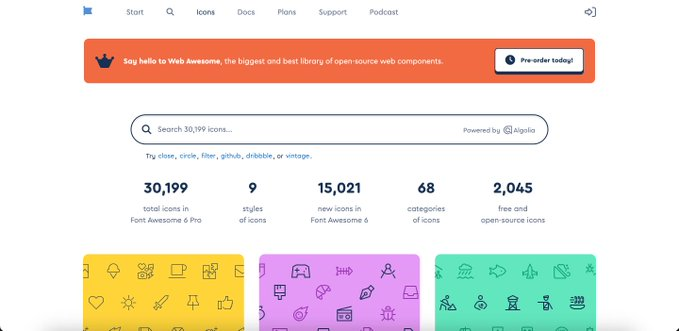 Start Icons Docs Plans Support Podcast
Say hello to Web Awesome, the biggest and best library of open-source web components.
Pre-order today!
Search 30,199 icons...
Powered by Algolia
Try close, circle, filter, github, dribbble, or vintage.
30,199 9 15,021 68 2,045
total icons in styles new icons in categories free and
Font Awesome 6 Pro of icons Font Awesome 6 of icons open-source icons